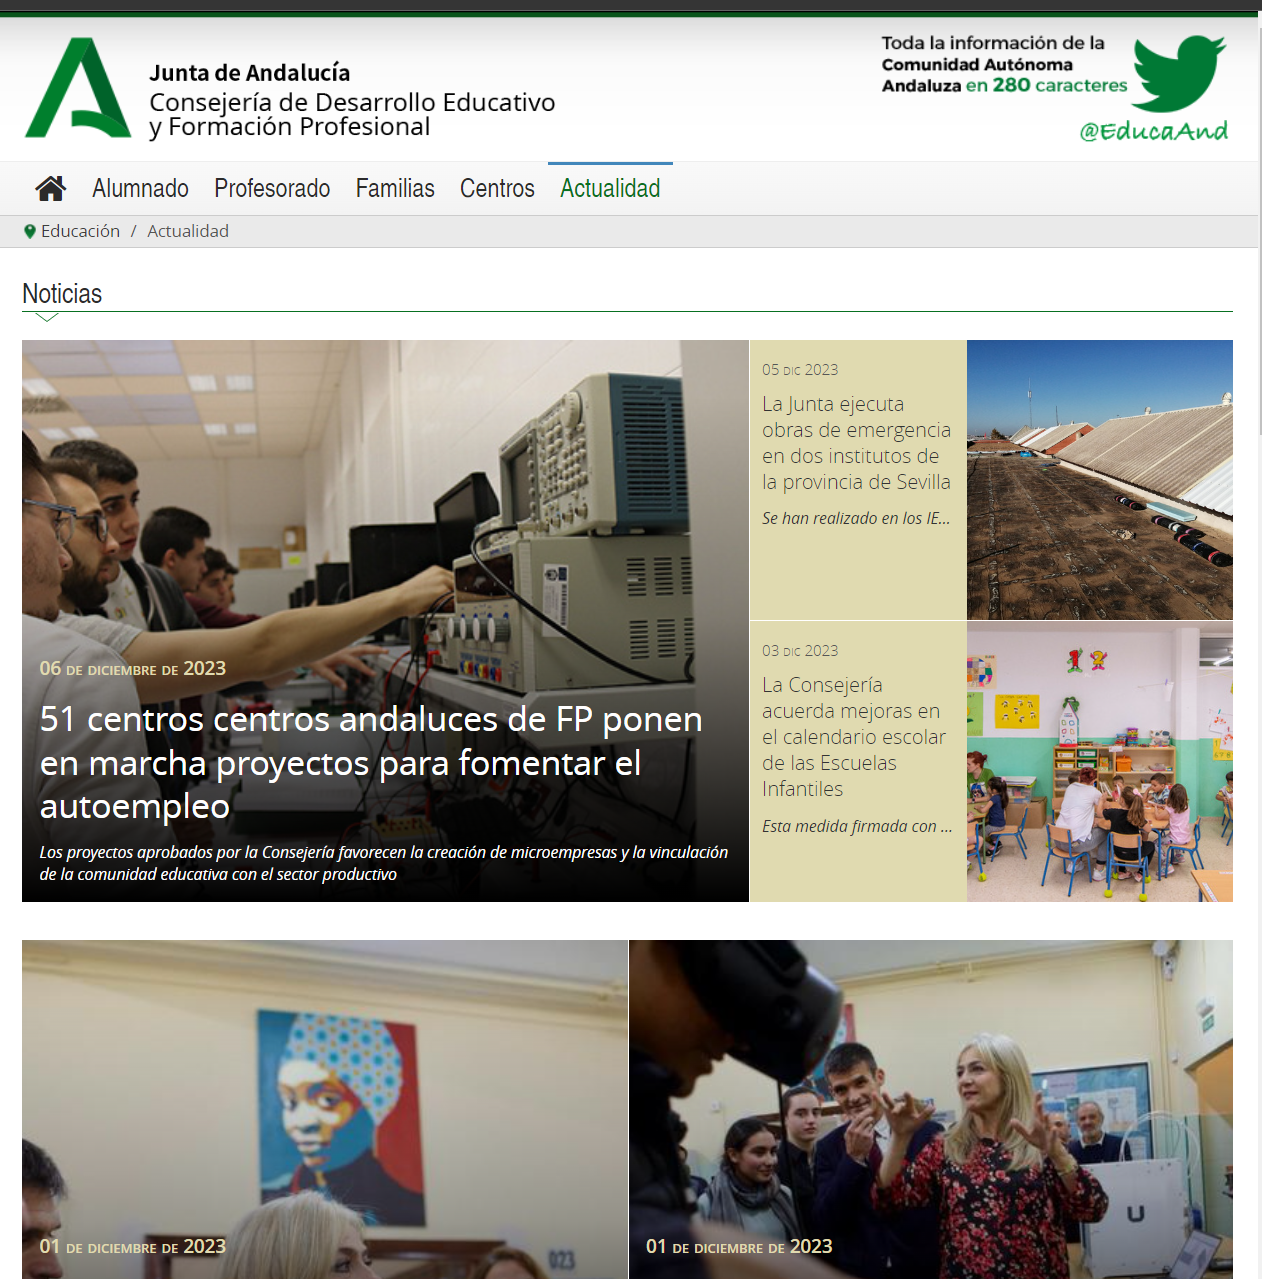 Junta de Andalucía
Consejería de Desarrollo Educativo
y Formación Profesional
Toda la información de la
Comunidad Autónoma
Andaluza en 280 caracteres
@EducaAnd
Alumnado Profesorado Familias Centros Actualidad
Educación / Actualidad
Noticias
06 DE DICIEMBRE DE 2023
51 centros centros andaluces de FP ponen
en marcha proyectos para fomentar el
autoempleo
Los proyectos aprobados por la Consejería favorecen la creación de microempresas y la vinculación
de la comunidad educativa con el sector productivo
05 DIC 2023
La Junta ejecuta
obras de emergencia
en dos institutos de
la provincia de Sevilla
Se han realizado en los IE...
03 DIC 2023
La Consejería
acuerda mejoras en
el calendario escolar
de las Escuelas
Infantiles
Esta medida firmada con ...
1 2
01 DE DICIEMBRE DE 2023
023
01 DE DICIEMBRE DE 2023
U